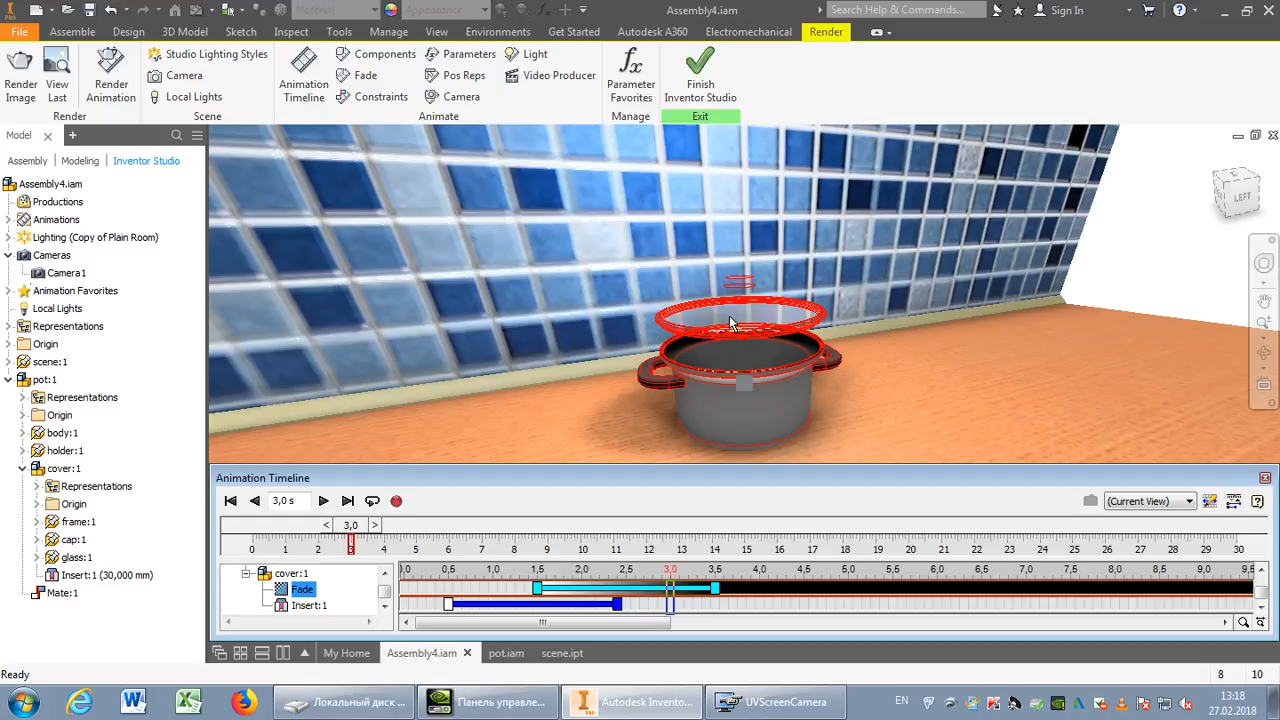 Material
Appearance
Assembly4.iam
Search Help & Commands...
Sign In
File Assembly Design 3D Model Sketch Inspect Tools Manage View Environments Get Started Autodesk A360 Electromechanical Render
Render Image
View Last
Render Animation
Studio Lighting Styles
Camera
Local Lights
Animation Timeline
Components
Fade
Constraints
Parameters
Pos Reps
Camera
Light
Video Producer
Parameter Favorites
Finish Inventor Studio
Render Scene Animate Manage Exit
Model
Assembly Modeling Inventor Studio
Assembly4.iam
Productions
Animations
Lighting (Copy of Plain Room)
Cameras
Camera1
Animation Favorites
Local Lights
Representations
Origin
scene:1
pot:1
Representations
Origin
body:1
holder:1
cover:1
Representations
Origin
frame:1
cap:1
glass:1
Insert:1 (30,000 mm)
Mate:1
LEFT
Animation Timeline
3,0 s
(Current View)
< 3,0 >
0 1 2 3 4 5 6 7 8 9 10 11 12 13 14 15 16 17 18 19 20 21 22 23 24 25 26 27 28 29 30
cover:1
Fade
Insert:1
0,0 0,5 1,0 1,5 2,0 2,5 3,0 3,5 4,0 4,5 5,0 5,5 6,0 6,5 7,0 7,5 8,0 8,5 9,0 9,5
My Home Assembly4.iam pot.iam scene.ipt
Ready
8 10
Локальный диск ...
Панель управле...
Autodesk Invento...
UVScreenCamera
EN
13:18
27.02.2018